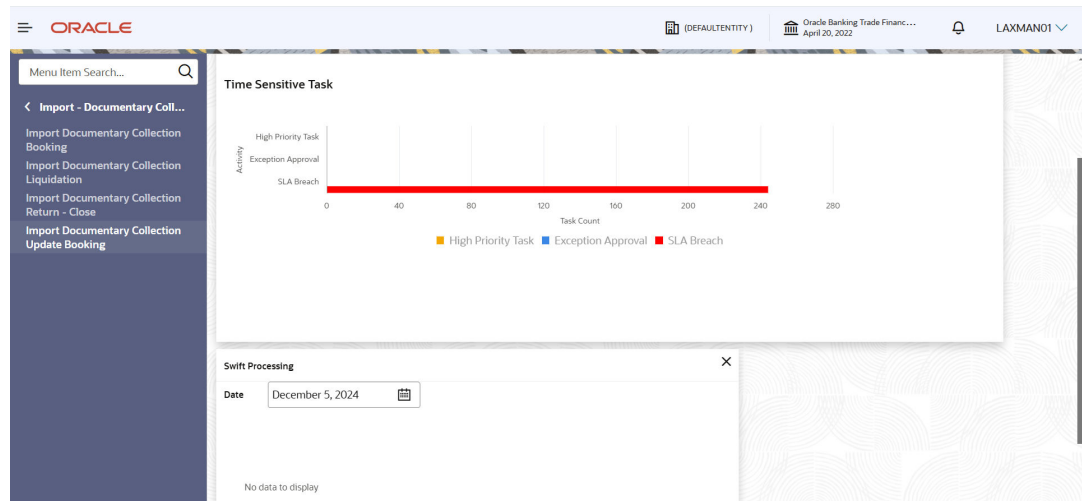 ORACLE
(DEFAULTENTITY )
Oracle Banking Trade Financ...
April 20, 2022
LAXMAN01
Menu Item Search...
Import - Documentary Coll...
Import Documentary Collection
Booking
Import Documentary Collection
Liquidation
Import Documentary Collection
Return - Close
Import Documentary Collection
Update Booking
Time Sensitive Task
Activity
High Priority Task
Exception Approval
SLA Breach
0 40 80 120 160 200 240 280
Task Count
High Priority Task Exception Approval SLA Breach
Swift Processing
Date December 5, 2024
No data to display